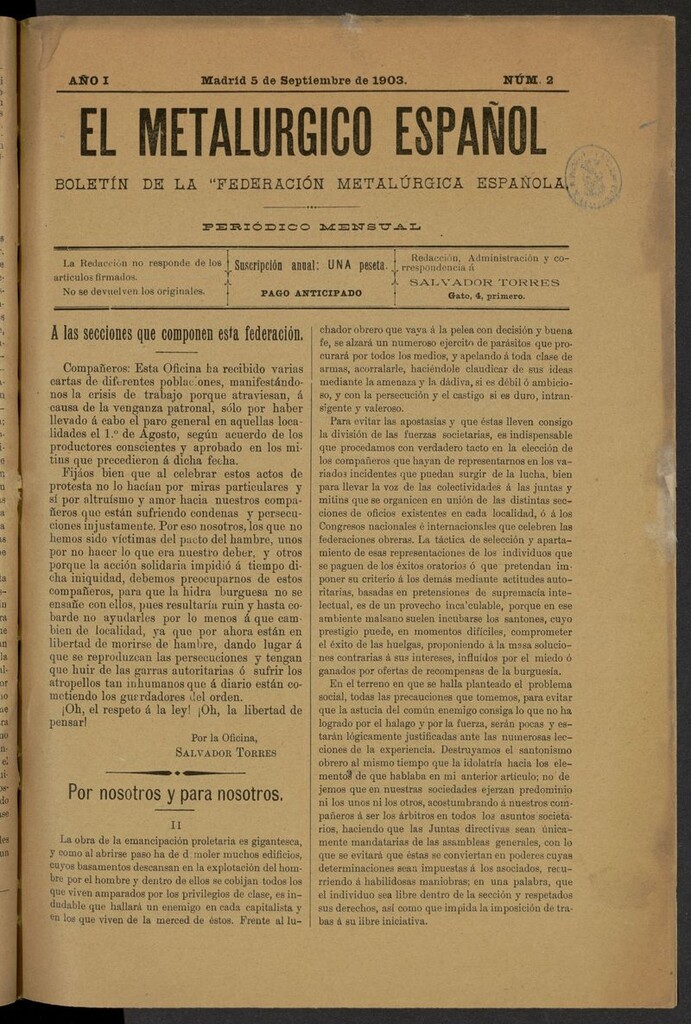 AÑO I Madrid 5 de Septiembre de 1903. NÚM. 2
EL METALURGICO ESPAÑOL
BOLETÍN DE LA "FEDERACIÓN METALÚRGICA ESPAÑOLA
PERIÓDICO MENSUAL
La Redacción no responde de los
artículos firmados.
No se devuelven los originales.
Suscripción anual: UNA peseta.
PAGO ANTICIPADO
Redacción, Administración y co-
rrespondencia á
SALVADOR TORRES
Gato, 4, primero.
A las secciones que componen esta federación.
Compañeros: Esta Oficina ha recibido varias
cartas de diferentes poblaciones, manifestándo-
nos la crisis de trabajo porque atraviesan, á
causa de la venganza patronal, sólo por haber
llevado á cabo el paro general en aquellas loca-
lidades el 1.º de Agosto, según acuerdo de los
productores conscientes y aprobado en los mi-
tins que precedieron á dicha fecha.
Fijáos bien que al celebrar estos actos de
protesta no lo hacían por miras particulares y
sí por altruísmo y amor hacia nuestros compa-
ñeros que están sufriendo condenas y persecu-
ciones injustamente. Por eso nosotros, los que no
hemos sido víctimas del pacto del hambre, unos
por no hacer lo que era nuestro deber, y otros
porque la acción solidaria impidió á tiempo di-
cha iniquidad, debemos preocuparnos de estos
compañeros, para que la hidra burguesa no se
ensañe con ellos, pues resultaría ruin y hasta co-
barde no ayudarles por lo menos á que cam-
bien de localidad, ya que por ahora están en
libertad de morirse de hambre, dando lugar á
que se reproduzcan las persecuciones y tengan
que huir de las garras autoritarias ó sufrir los
atropellos tan inhumanos que á diario están co-
metiendo los guardadores del orden.
¡Oh, el respeto á la ley! ¡Oh, la libertad de
pensar!
Por la Oficina,
SALVADOR TORRES
Por nosotros y para nosotros.
II
La obra de la emancipación proletaria es gigantesca,
y como al abrirse paso ha de demoler muchos edificios,
cuyos basamentos descansan en la explotación del hom-
bre por el hombre y dentro de ellos se cobijan todos los
que viven amparados por los privilegios de clase, es in-
dudable que hallará un enemigo en cada capitalista y
en los que viven de la merced de éstos. Frente al lu-
chador obrero que vaya á la pelea con decisión y buena
fe, se alzará un numeroso ejercito de parásitos que pro-
curará por todos los medios, y apelando á toda clase de
armas, acorralarle, haciéndole claudicar de sus ideas
mediante la amenaza y la dádiva, si es débil ó ambicio-
so, y con la persecución y el castigo si es duro, intran-
sigente y valeroso.
Para evitar las apostasías y que éstas lleven consigo
la división de las fuerzas societarias, es indispensable
que procedamos con verdadero tacto en la elección de
los compañeros que hayan de representarnos en los va-
riados incidentes que puedan surgir de la lucha, bien
para llevar la voz de las colectividades á las juntas y
mitins que se organicen en unión de las distintas sec-
ciones de oficios existentes en cada localidad, ó á los
Congresos nacionales é internacionales que celebren las
federaciones obreras. La táctica de selección y aparta-
miento de esas representaciones de los individuos que
se paguen de los éxitos oratorios ó que pretendan im-
poner su criterio á los demás mediante actitudes auto-
ritarias, basadas en pretensiones de supremacía inte-
lectual, es de un provecho inca'culable, porque en ese
ambiente malsano suelen incubarse los santones, cuyo
prestigio puede, en momentos difíciles, comprometer
el éxito de las huelgas, proponiendo á la masa solucio-
nes contrarias á sus intereses, influídos por el miedo ó
ganados por ofertas de recompensas de la burguesía.
En el terreno en que se halla planteado el problema
social, todas las precauciones que tomemos, para evitar
que la astucia del común enemigo consiga lo que no ha
logrado por el halago y por la fuerza, serán pocas y es-
tarán lógicamente justificadas ante las numerosas lec-
ciones de la experiencia. Destruyamos el santonismo
obrero al mismo tiempo que la idolatría hacia los ele-
mentos de que hablaba en mi anterior artículo; no de
jemos que en nuestras sociedades ejerzan predominio
ni los unos ni los otros, acostumbrando á nuestros com-
pañeros á ser los árbitros en todos los asuntos societa-
rios, haciendo que las Juntas directivas sean única-
mente mandatarias de las asambleas generales, con lo
que se evitará que éstas se conviertan en poderes cuyas
determinaciones sean impuestas á los asociados, recu-
rriendo á habilidosas maniobras; en una palabra, que
el individuo sea libre dentro de la sección y respetados
sus derechos, así como que impida la imposición de tra-
bas á su libre iniciativa.